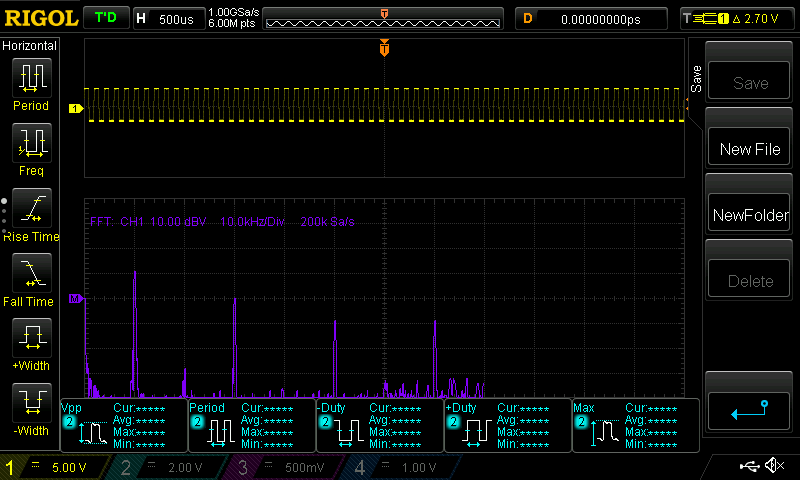 RIGOL T'D H 500us 1.00GSa/s 6.00M pts T D 0.00000000ps T 1 2.70 V
Horizontal
Period
Freq
Rise Time
Fall Time
+Width
-Width
T
1
FFT: CH1 10.00 dBV 10.0kHz/Div 200k Sa/s
M
Save
Save
New File
NewFolder
Delete
Vpp 2 Cur:***** Avg:***** Max:***** Min:*****
Period 2 Cur:***** Avg:***** Max:***** Min:*****
-Duty 2 Cur:***** Avg:***** Max:***** Min:*****
+Duty 2 Cur:***** Avg:***** Max:***** Min:*****
Max 2 Cur:***** Avg:***** Max:***** Min:*****
1 5.00 V 2 2.00 V 3 500mV 4 1.00 V